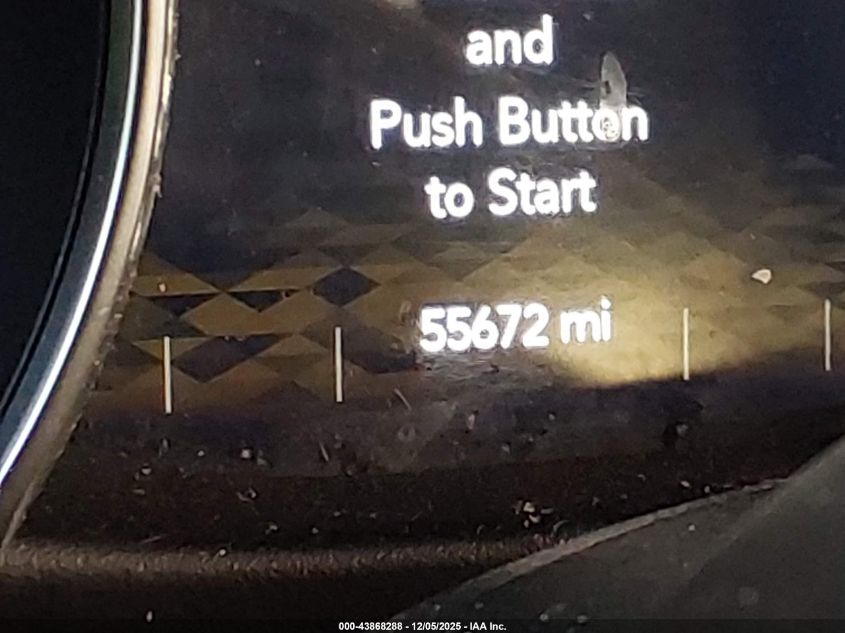 and
Push Button
to Start
55672 mi
000-43868288 - 12/05/2025 - IAA Inc.